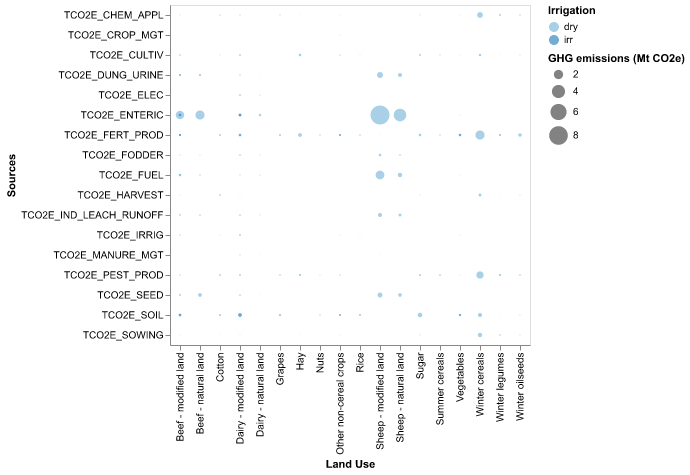 Sources
TCO2E_CHEM_APPL
TCO2E_CROP_MGT
TCO2E_CULTIV
TCO2E_DUNG_URINE
TCO2E_ELEC
TCO2E_ENTERIC
TCO2E_FERT_PROD
TCO2E_FODDER
TCO2E_FUEL
TCO2E_HARVEST
TCO2E_IND_LEACH_RUNOFF
TCO2E_IRRIG
TCO2E_MANURE_MGT
TCO2E_PEST_PROD
TCO2E_SEED
TCO2E_SOIL
TCO2E_SOWING
Beef - modified land
Beef - natural land
Cotton
Dairy - modified land
Dairy - natural land
Grapes
Hay
Nuts
Other non-cereal crops
Rice
Sheep - modified land
Sheep - natural land
Sugar
Summer cereals
Vegetables
Winter cereals
Winter legumes
Winter oilseeds
Land Use
Irrigation
dry
irr
GHG emissions (Mt CO2e)
2
4
6
8